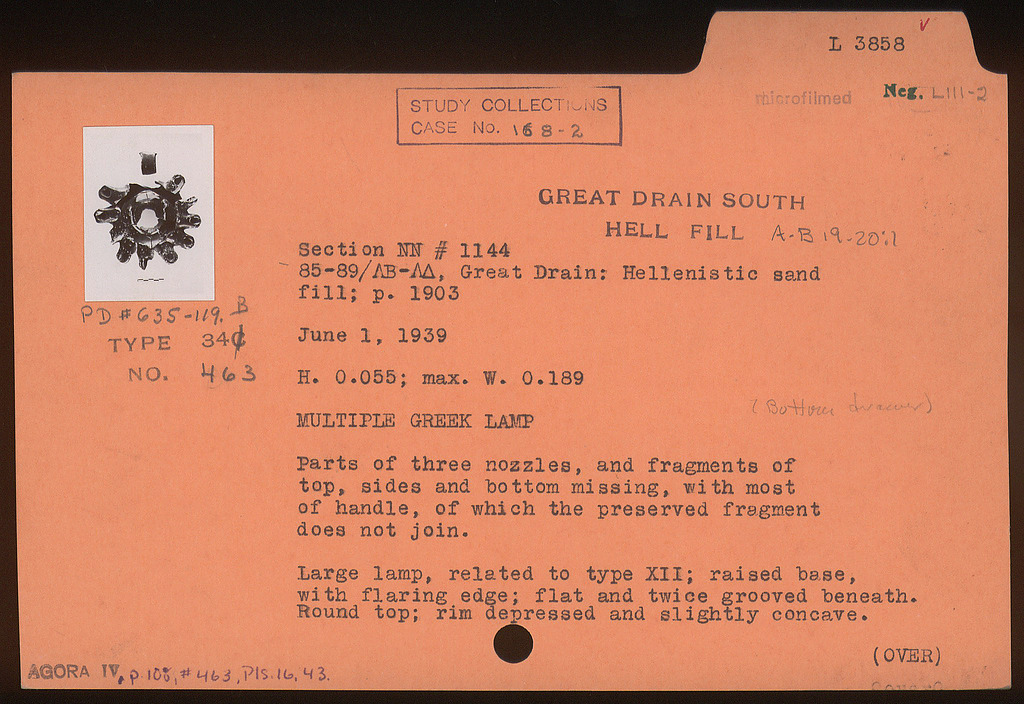 L 3858
microfilmed Neg. LIII-2
STUDY COLLECTIONS
CASE No. 168-2
GREAT DRAIN SOUTH
HELL FILL A-B 19-20:1
Section NN # 1144
85-89/ΛΒ-ΛΔ, Great Drain: Hellenistic sand
fill; p. 1903
PD#635-119. B
TYPE 34C
NO. 463
June 1, 1939
H. 0.055; max. W. 0.189
(Bottom drawer)
MULTIPLE GREEK LAMP
Parts of three nozzles, and fragments of
top, sides and bottom missing, with most
of handle, of which the preserved fragment
does not join.
Large lamp, related to type XII; raised base,
with flaring edge; flat and twice grooved beneath.
Round top; rim depressed and slightly concave.
(OVER)
AGORA IV, p. 108, #463, Pls. 16, 43.